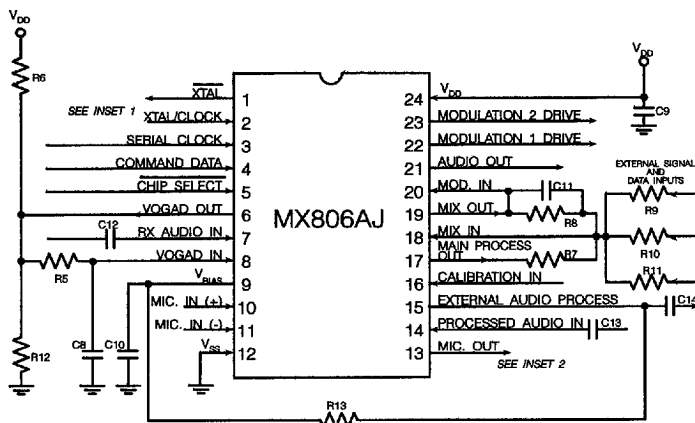 VDD
R6
SEE INSET 1
XTAL
XTAL/CLOCK
SERIAL CLOCK
COMMAND DATA
CHIP SELECT
VOGAD OUT
C12
RX AUDIO IN
VOGAD IN
R5
VBIAS
MIC. IN (+)
MIC. IN (-)
VSS
R12
C8
C10
1
2
3
4
5
6
7
8
9
10
11
12
MX806AJ
24
23
22
21
20
19
18
17
16
15
14
13
VDD
MODULATION 2 DRIVE
MODULATION 1 DRIVE
AUDIO OUT
MOD. IN
C11
MIX OUT
R8
MIX IN
MAIN PROCESS
OUT
R7
CALIBRATION IN
EXTERNAL AUDIO PROCESS
PROCESSED AUDIO IN
C13
MIC. OUT
SEE INSET 2
VDD
C9
EXTERNAL SIGNAL
AND
DATA INPUTS
R9
R10
R11
C14
R13